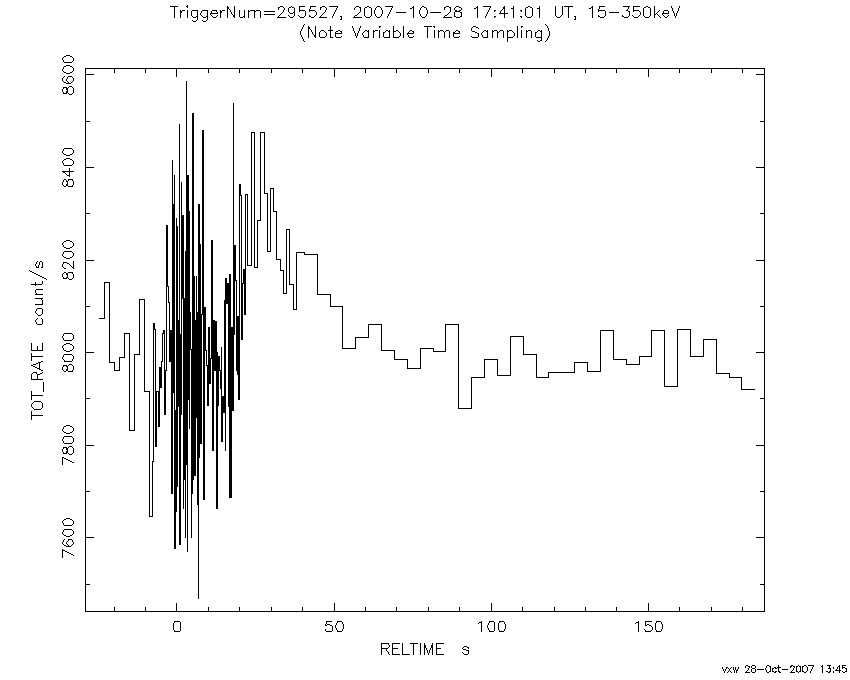 TriggerNum=295527, 2007-10-28 17:41:01 UT, 15-350keV
(Note Variable Time Sampling)
8600
8400
8200
8000
7800
7600
TOT_RATE count/s
0 50 100 150
RELTIME s
vxw 28-Oct-2007 13:45